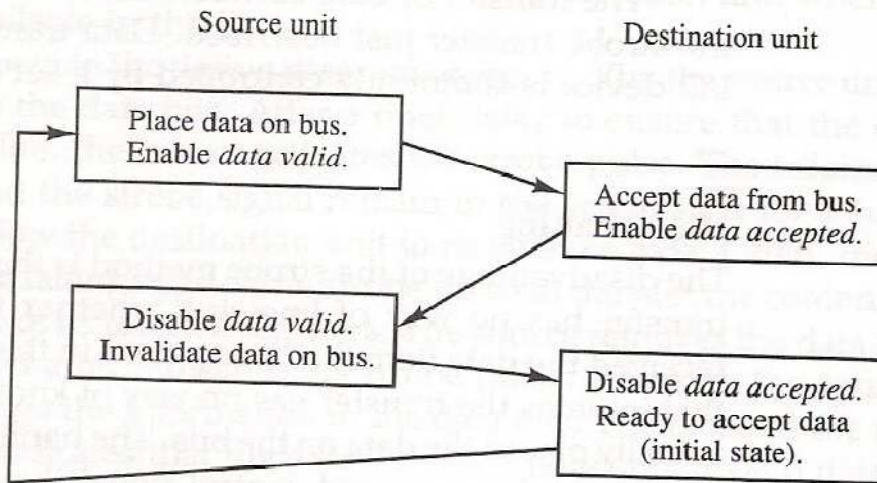 Source unit
Destination unit
Place data on bus.
Enable data valid.
Accept data from bus.
Enable data accepted.
Disable data valid.
Invalidate data on bus.
Disable data accepted.
Ready to accept data
(initial state).